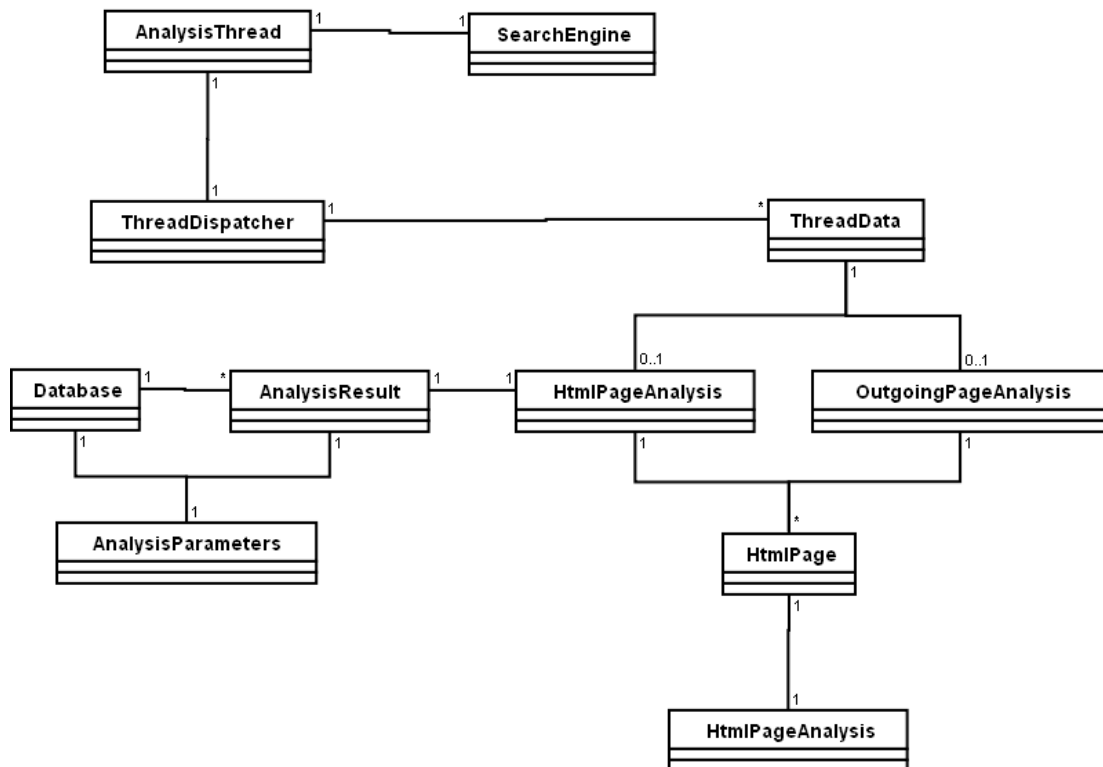 AnalysisThread
1
1
SearchEngine
1
1
ThreadDispatcher
1
*
ThreadData
1
0..1
0..1
Database
1
*
AnalysisResult
1
1
HtmlPageAnalysis
OutgoingPageAnalysis
1
1
1
1
1
AnalysisParameters
*
HtmlPage
1
1
HtmlPageAnalysis